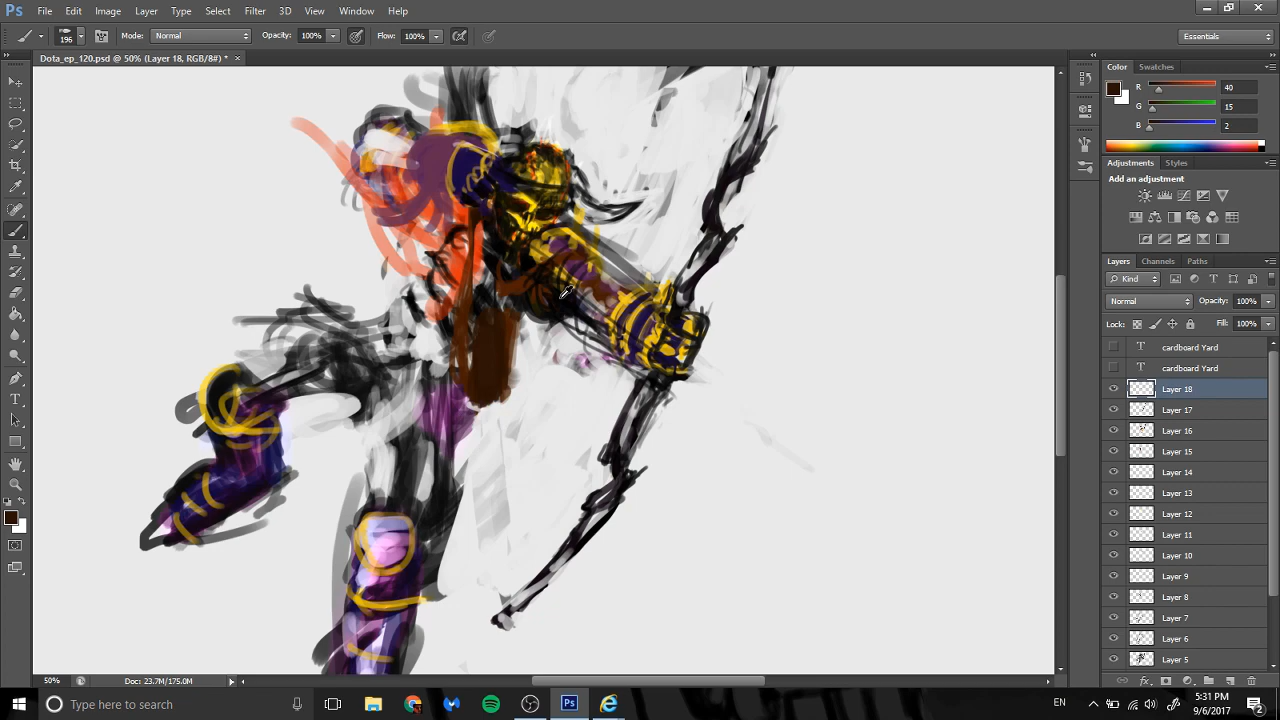 Ps File Edit Image Layer Type Select Filter 3D View Window Help
196 Mode: Normal Opacity: 100% Flow: 100% Essentials
Dota_ep_120.psd @ 50% (Layer 18, RGB/8#) * ×
Color Swatches
R 40
G 15
B 2
Adjustments Styles
Add an adjustment
Layers Channels Paths
Kind T
Normal Opacity: 100%
Lock: Fill: 100%
T cardboard Yard
T cardboard Yard
Layer 18
Layer 17
Layer 16
Layer 15
Layer 14
Layer 13
Layer 12
Layer 11
Layer 10
Layer 9
Layer 8
Layer 7
Layer 6
Layer 5
50% Doc: 23.7M/175.0M
fx
Type here to search Ps EN 5:31 PM
9/6/2017 2